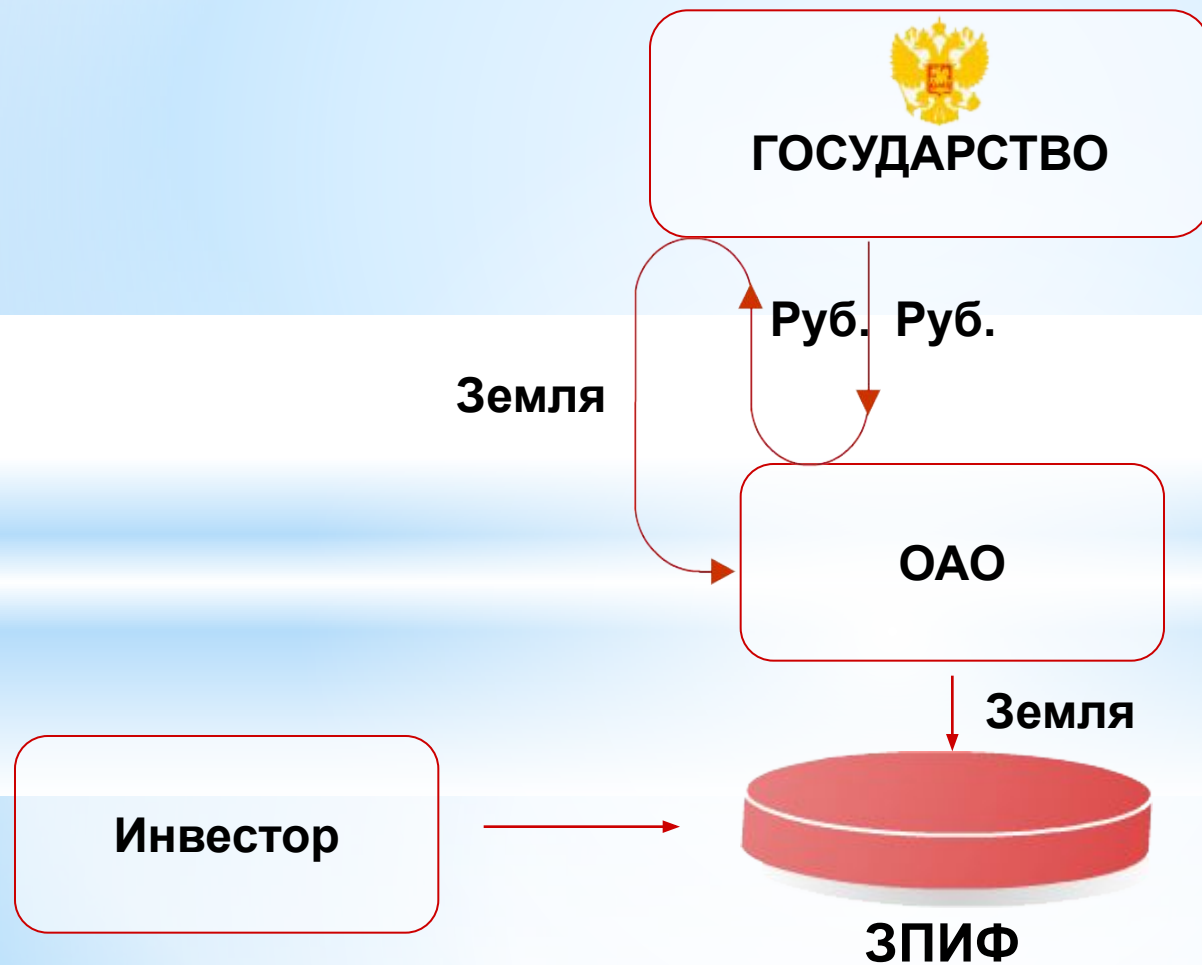 ГОСУДАРСТВО
Руб. Руб.
Земля
ОАО
Земля
Инвестор
ЗПИФ